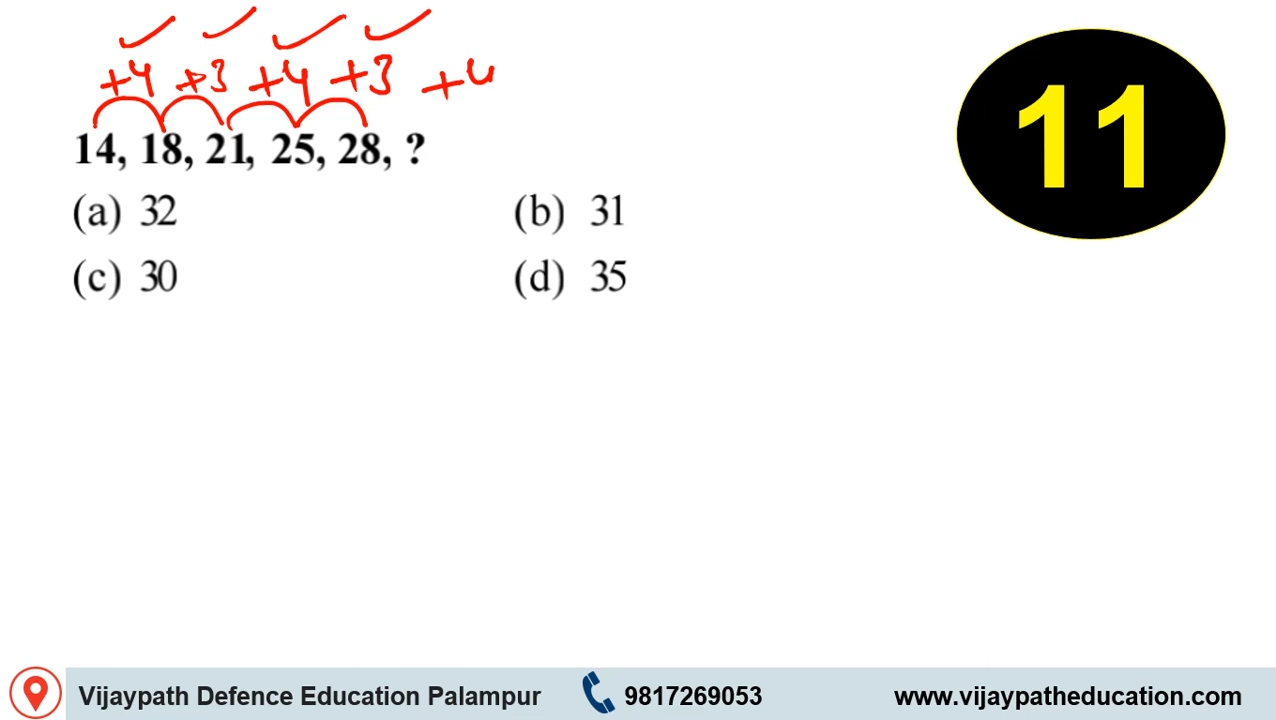 +4 +3 +4 +3 +4
14, 18, 21, 25, 28, ?
(a) 32 (b) 31
(c) 30 (d) 35
11
Vijaypath Defence Education Palampur 9817269053 www.vijaypatheducation.com